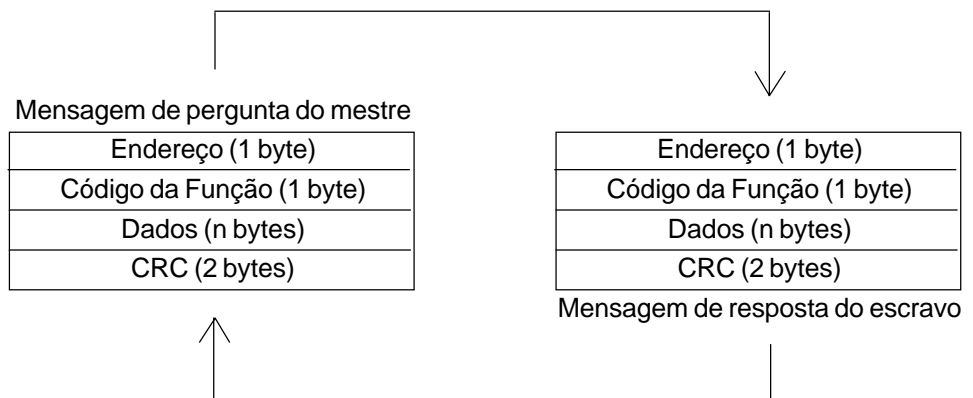 Mensagem de pergunta do mestre
Endereço (1 byte)
Código da Função (1 byte)
Dados (n bytes)
CRC (2 bytes)
Endereço (1 byte)
Código da Função (1 byte)
Dados (n bytes)
CRC (2 bytes)
Mensagem de resposta do escravo